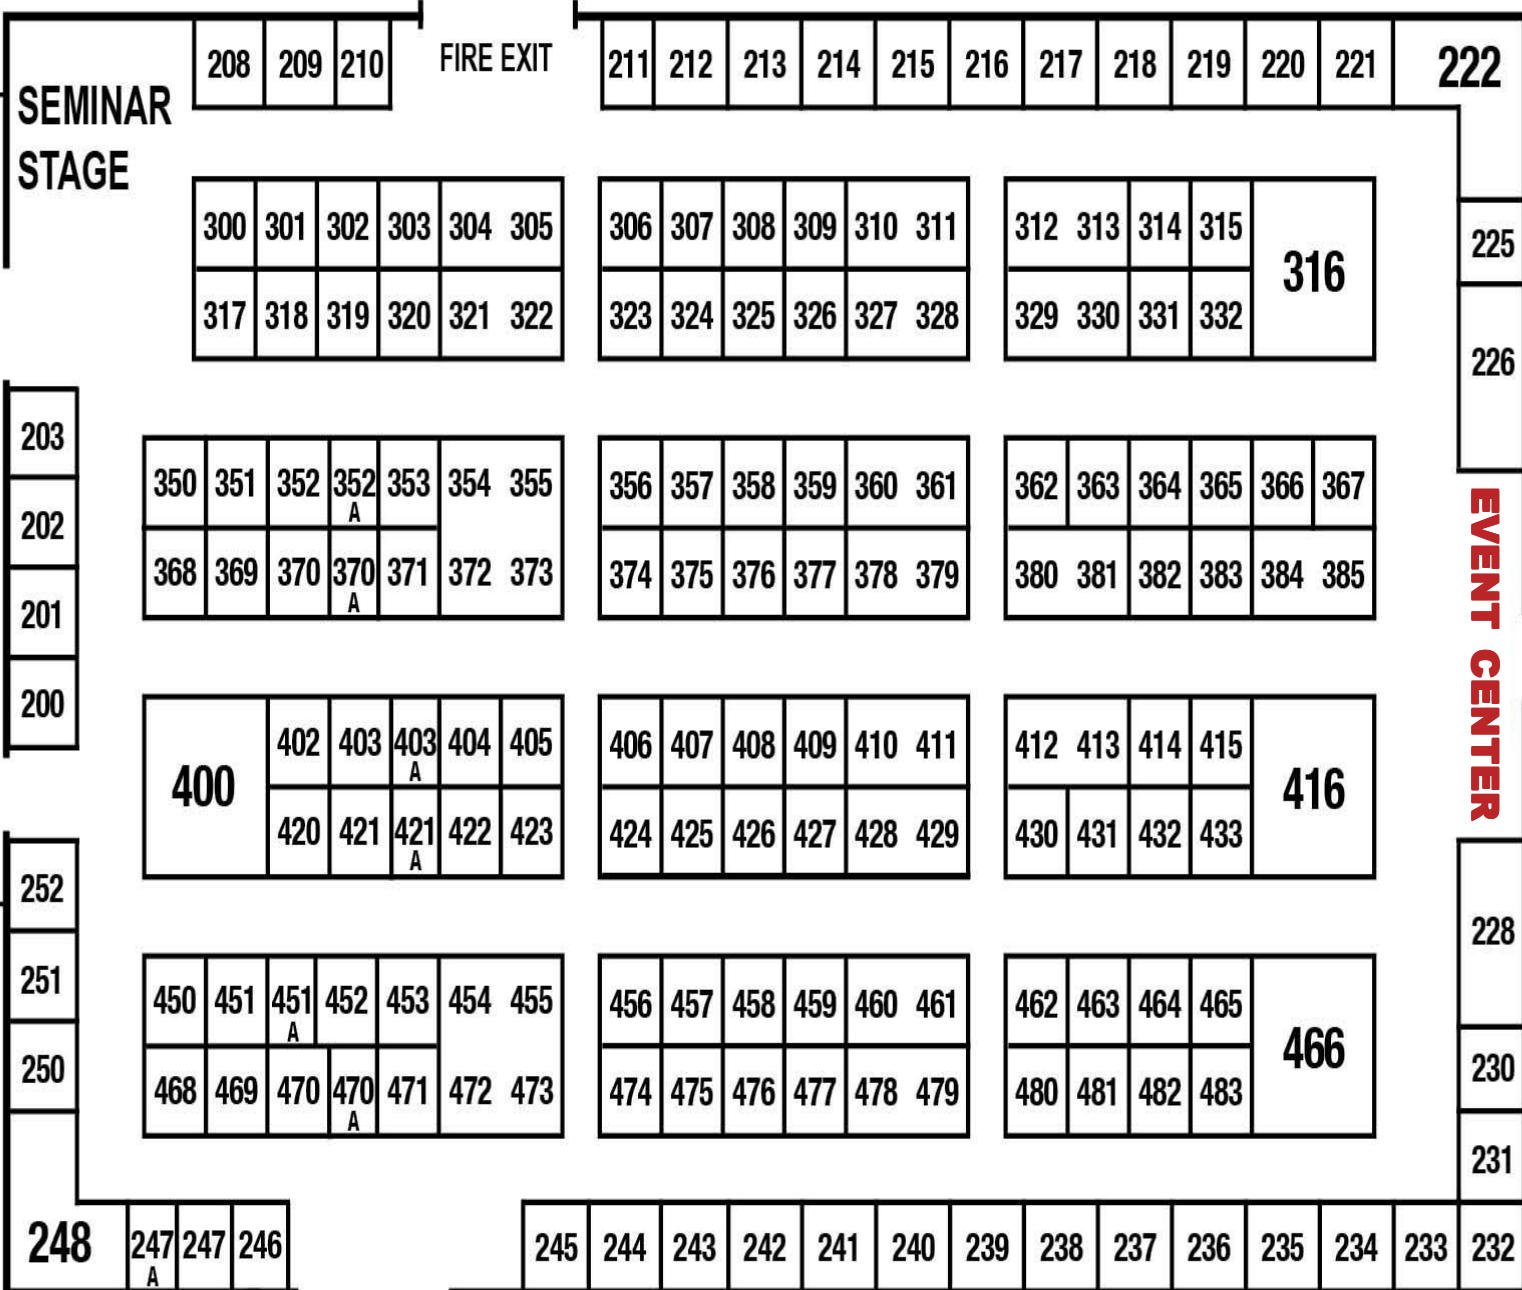 208 209 210 FIRE EXIT 211 212 213 214 215 216 217 218 219 220 221 222
SEMINAR
STAGE
300 301 302 303 304 305 306 307 308 309 310 311 312 313 314 315 316 225
317 318 319 320 321 322 323 324 325 326 327 328 329 330 331 332 226
203
350 351 352 352 A 353 354 355 356 357 358 359 360 361 362 363 364 365 366 367
202
368 369 370 370 A 371 372 373 374 375 376 377 378 379 380 381 382 383 384 385
EVENT CENTER
201
200
400 402 403 403 A 404 405 406 407 408 409 410 411 412 413 414 415 416
420 421 421 A 422 423 424 425 426 427 428 429 430 431 432 433
252 228
251 450 451 451 A 452 453 454 455 456 457 458 459 460 461 462 463 464 465 466
250 230
468 469 470 470 A 471 472 473 474 475 476 477 478 479 480 481 482 483
231
248 247 A 247 246 245 244 243 242 241 240 239 238 237 236 235 234 233 232